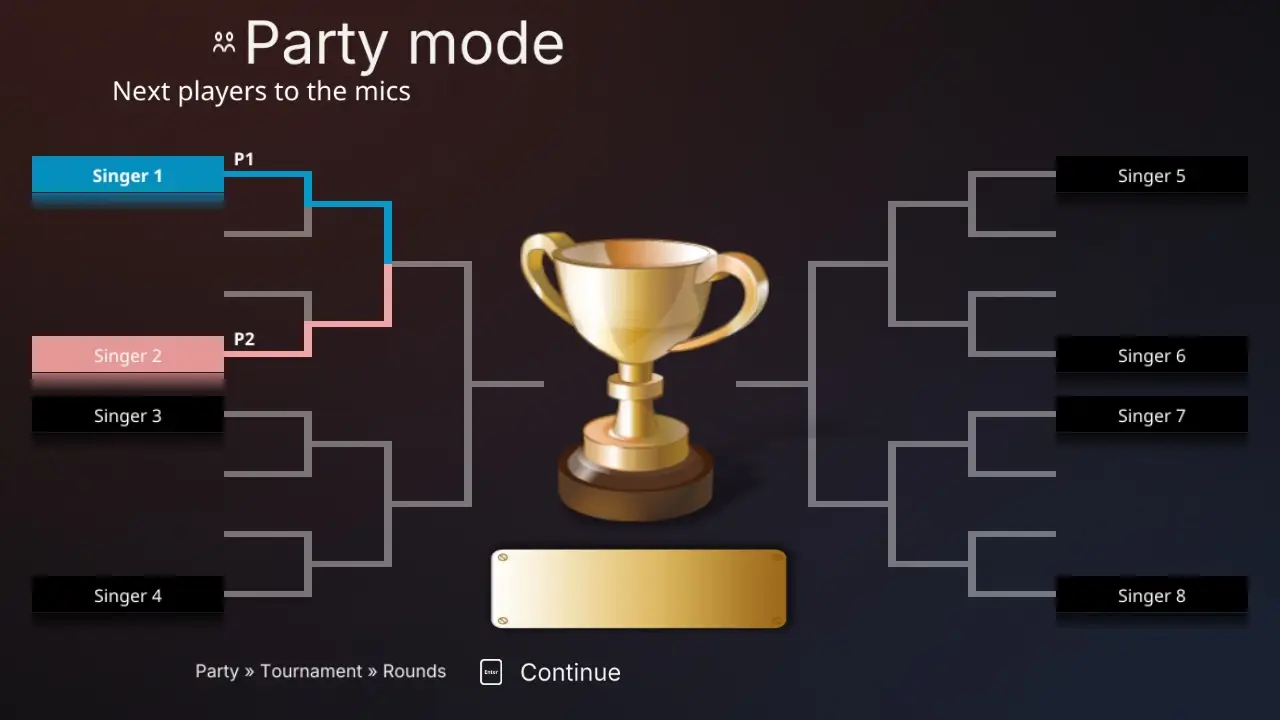 Party mode
Next players to the mics
P1
Singer 1
P2
Singer 2
Singer 3
Singer 4
Singer 5
Singer 6
Singer 7
Singer 8
Party » Tournament » Rounds
Enter
Continue